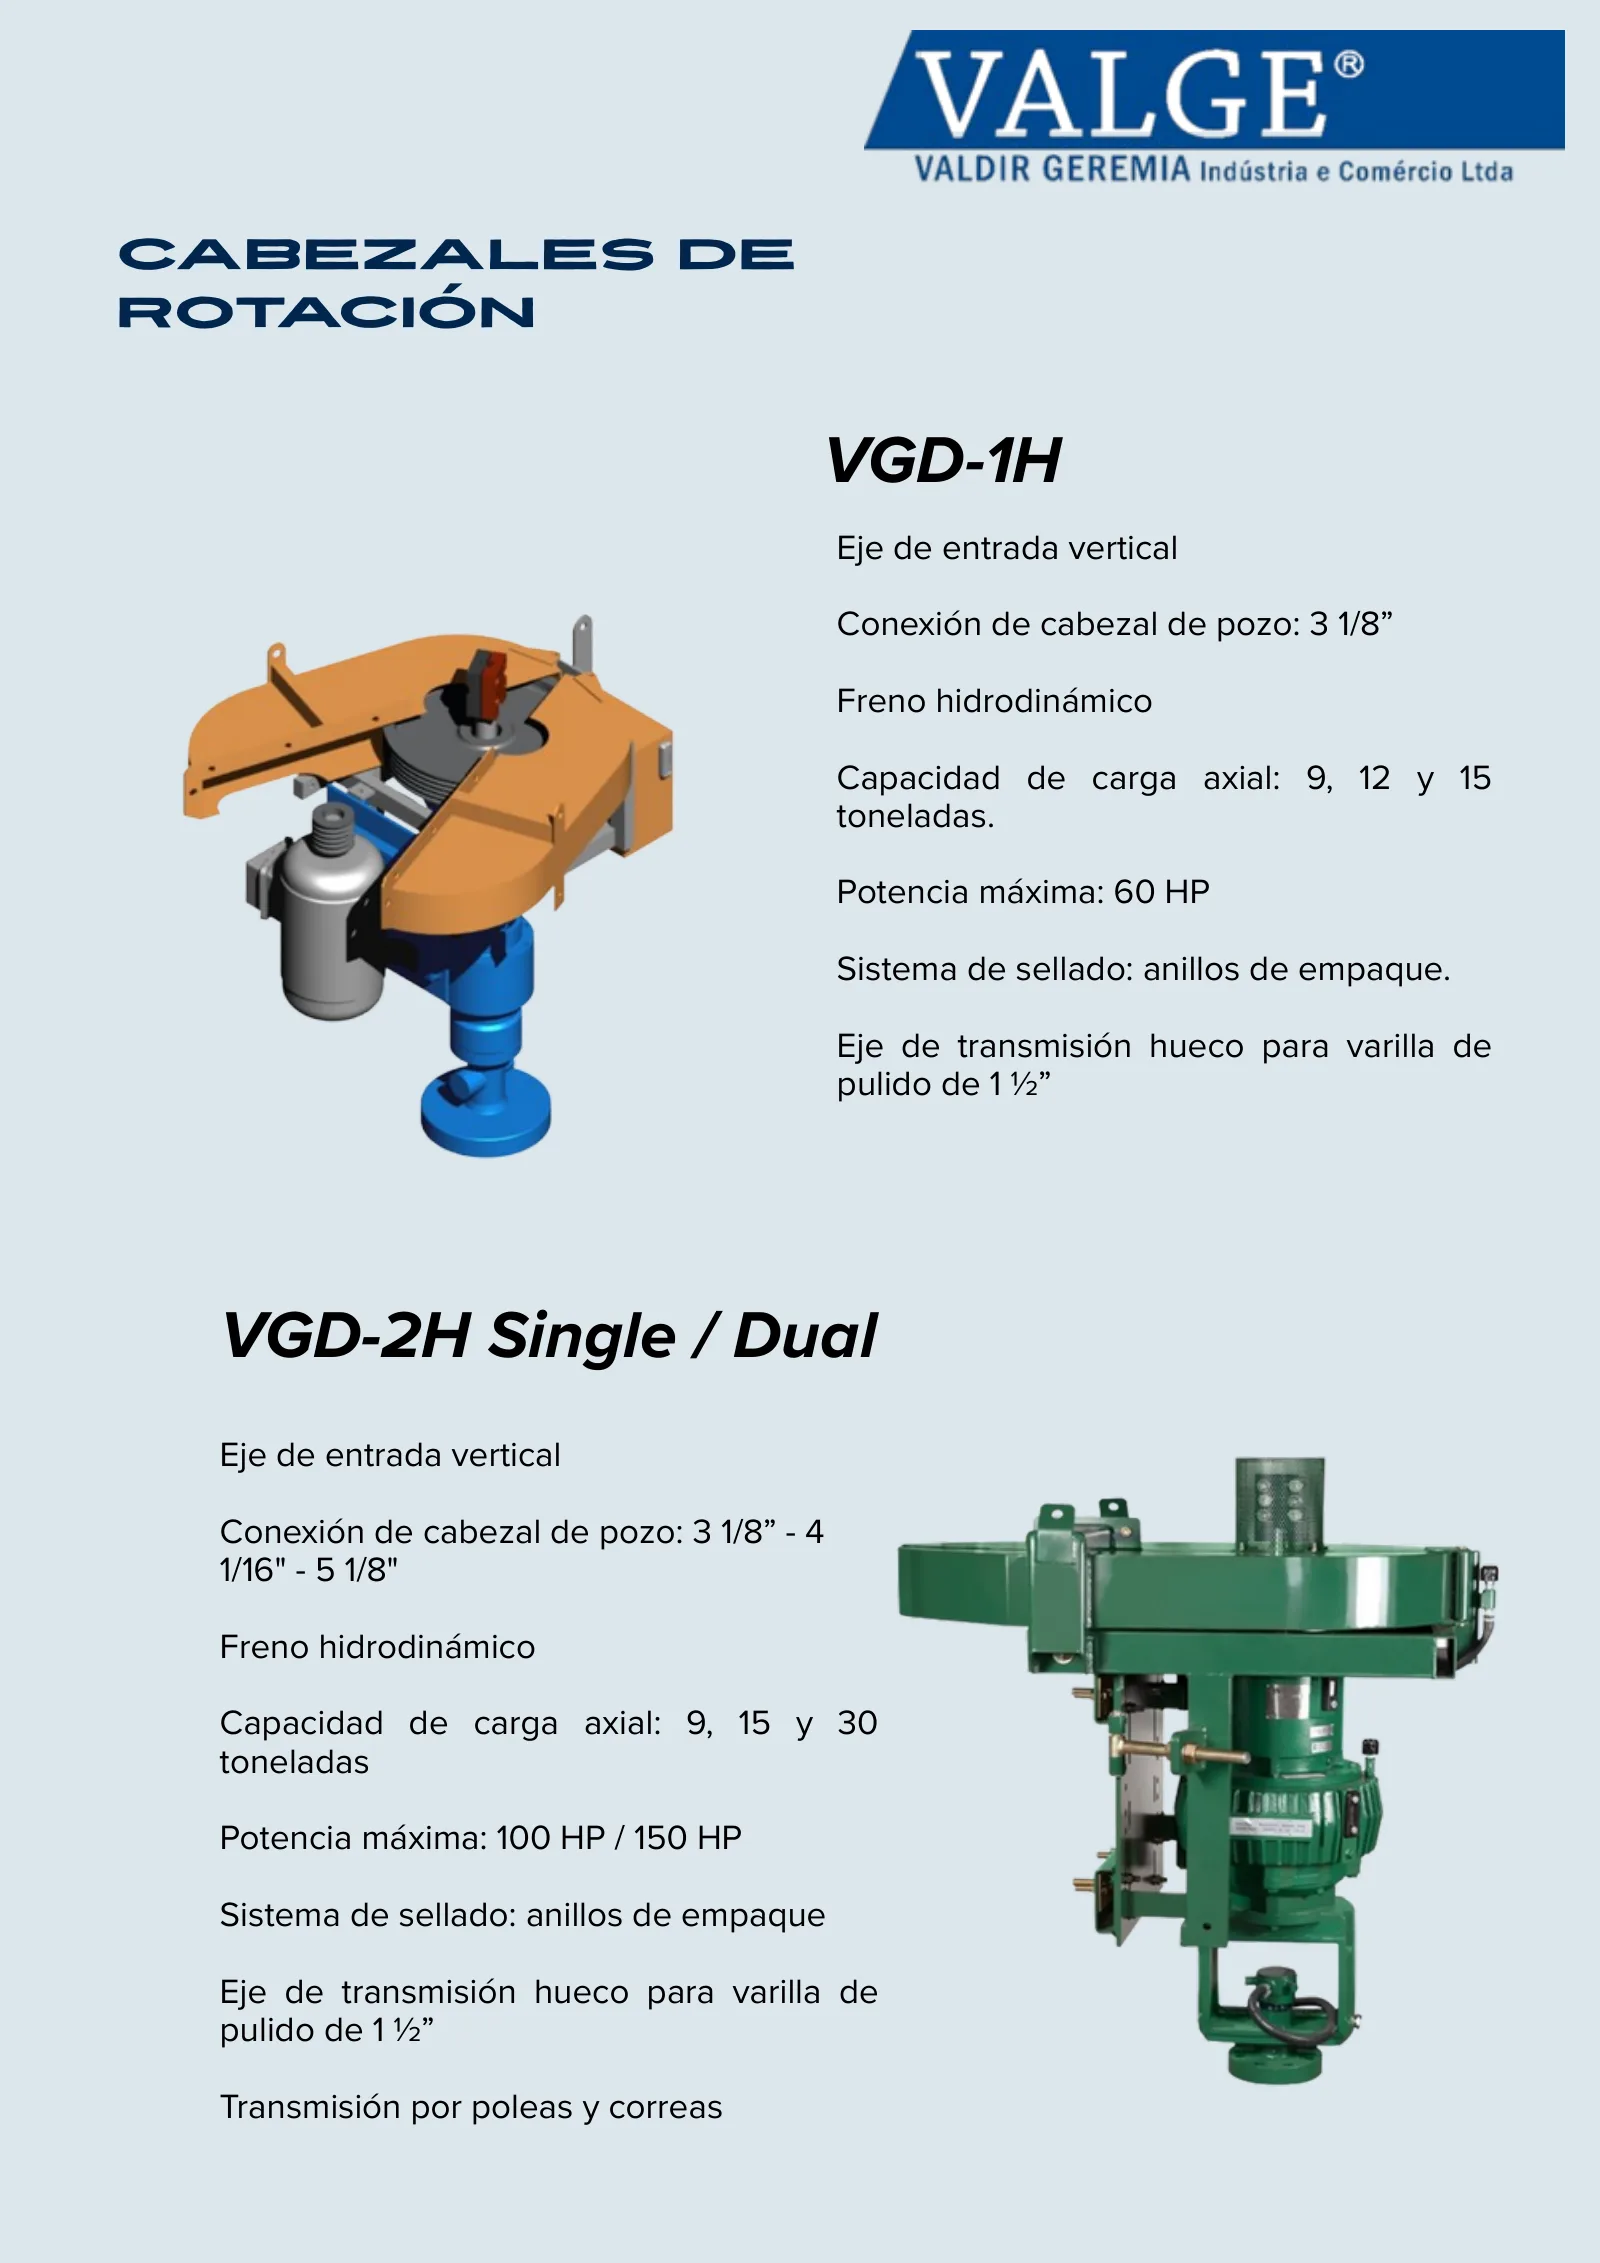 VALGE®
VALDIR GEREMIA Indústria e Comércio Ltda
CABEZALES DE
ROTACIÓN
VGD-1H
Eje de entrada vertical
Conexión de cabezal de pozo: 3 1/8”
Freno hidrodinámico
Capacidad de carga axial: 9, 12 y 15
toneladas.
Potencia máxima: 60 HP
Sistema de sellado: anillos de empaque.
Eje de transmisión hueco para varilla de
pulido de 1 ½”
VGD-2H Single / Dual
Eje de entrada vertical
Conexión de cabezal de pozo: 3 1/8” - 4
1/16" - 5 1/8"
Freno hidrodinámico
Capacidad de carga axial: 9, 15 y 30
toneladas
Potencia máxima: 100 HP / 150 HP
Sistema de sellado: anillos de empaque
Eje de transmisión hueco para varilla de
pulido de 1 ½”
Transmisión por poleas y correas